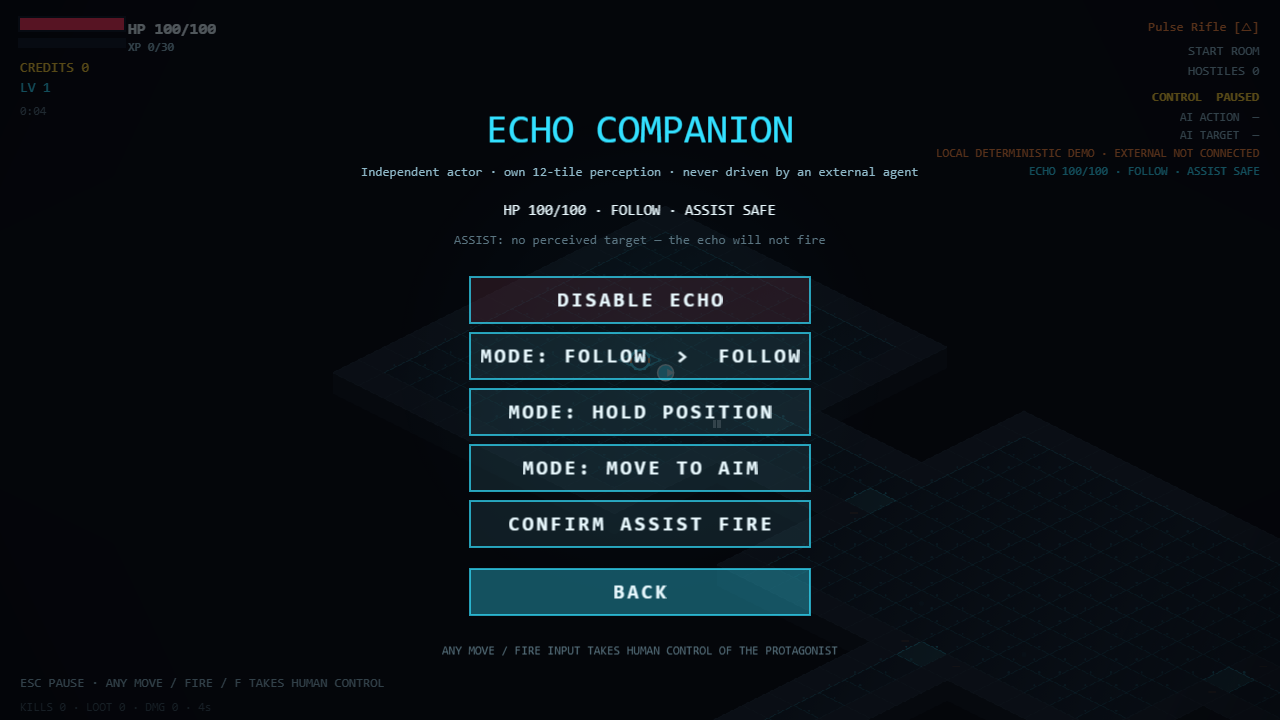 HP 100/100
XP 0/30
CREDITS 0
LV 1
0:04
Pulse Rifle [△]
START ROOM
HOSTILES 0
CONTROL PAUSED
AI ACTION —
AI TARGET —
LOCAL DETERMINISTIC DEMO · EXTERNAL NOT CONNECTED
ECHO 100/100 · FOLLOW · ASSIST SAFE
ECHO COMPANION
Independent actor · own 12-tile perception · never driven by an external agent
HP 100/100 · FOLLOW · ASSIST SAFE
ASSIST: no perceived target — the echo will not fire
DISABLE ECHO
MODE: FOLLOW > FOLLOW
MODE: HOLD POSITION
MODE: MOVE TO AIM
CONFIRM ASSIST FIRE
BACK
ANY MOVE / FIRE INPUT TAKES HUMAN CONTROL OF THE PROTAGONIST
ESC PAUSE · ANY MOVE / FIRE / F TAKES HUMAN CONTROL
KILLS 0 · LOOT 0 · DMG 0 · 4s